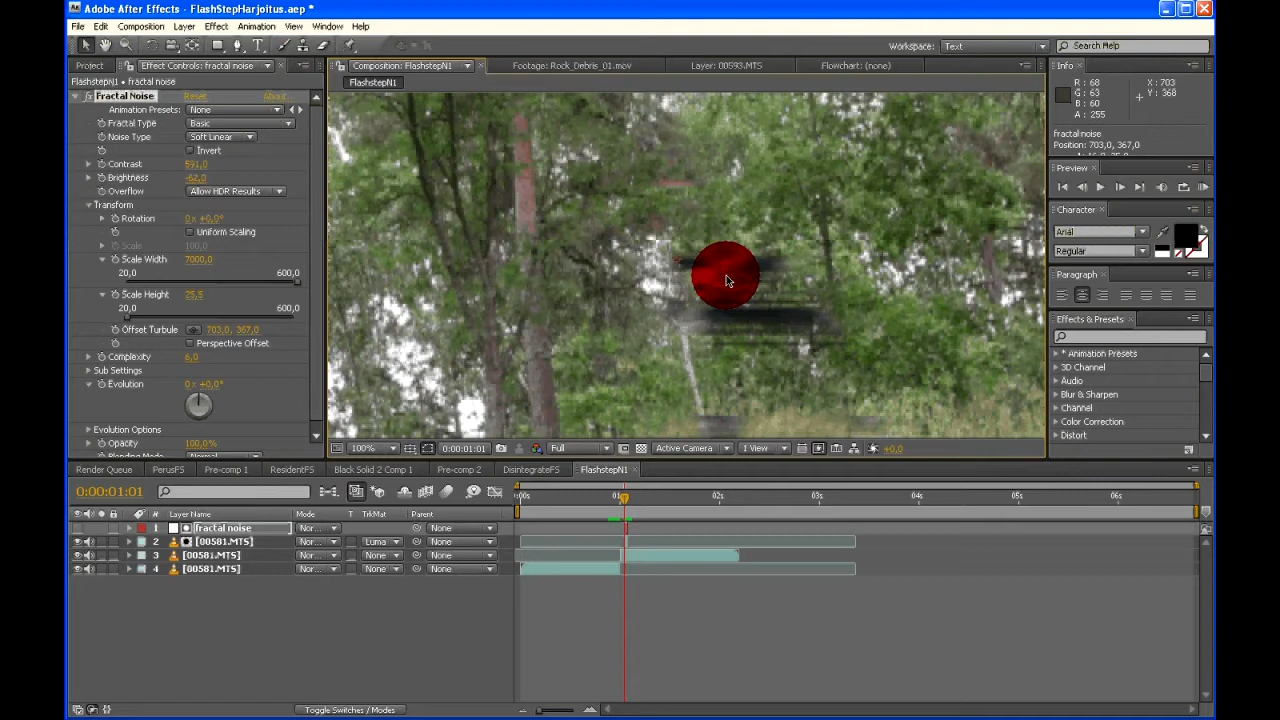 Adobe After Effects - FlashStepHarjoitus.aep *
File Edit Composition Layer Effect Animation View Window Help
Workspace: Text Search Help
Project Effect Controls: fractal noise Composition: FlashstepN1 Footage: Rock_Debris_01.mov Layer: 00593.MTS Flowchart: (none) Info
FlashstepN1 • fractal noise
FlashstepN1
Fractal Noise Reset About
Animation Presets: None
Fractal Type Basic
Noise Type Soft Linear
Invert
Contrast 591,0
Brightness -62,0
Overflow Allow HDR Results
Transform
Rotation 0 x +0,0°
Uniform Scaling
Scale 100,0
Scale Width 7000,0
20,0 600,0
Scale Height 25,5
20,0 600,0
Offset Turbule 703,0, 367,0
Perspective Offset
Complexity 6,0
Sub Settings
Evolution 0 x +0,0°
Evolution Options
Opacity 100,0%
Blending Mode Normal
R : 68 X : 703
G : 63 Y : 368
B : 60
A : 255
fractal noise
Position: 703,0, 367,0
Preview
Character
Arial
Regular
Paragraph
Effects & Presets
* Animation Presets
3D Channel
Audio
Blur & Sharpen
Channel
Color Correction
Distort
100% 0:00:01:01 Full Active Camera 1 View +0,0
Render Queue PerusFS Pre-comp 1 ResidentFS Black Solid 2 Comp 1 Pre-comp 2 DisintegrateFS FlashstepN1
0:00:01:01
:00s 01 02s 03s 04s 05s 06s
# Layer Name Mode T TrkMat Parent
1 fractal noise Nor... None
2 [00581.MTS] Nor... Luma None
3 [00581.MTS] Nor... None None
4 [00581.MTS] Nor... None None
Toggle Switches / Modes